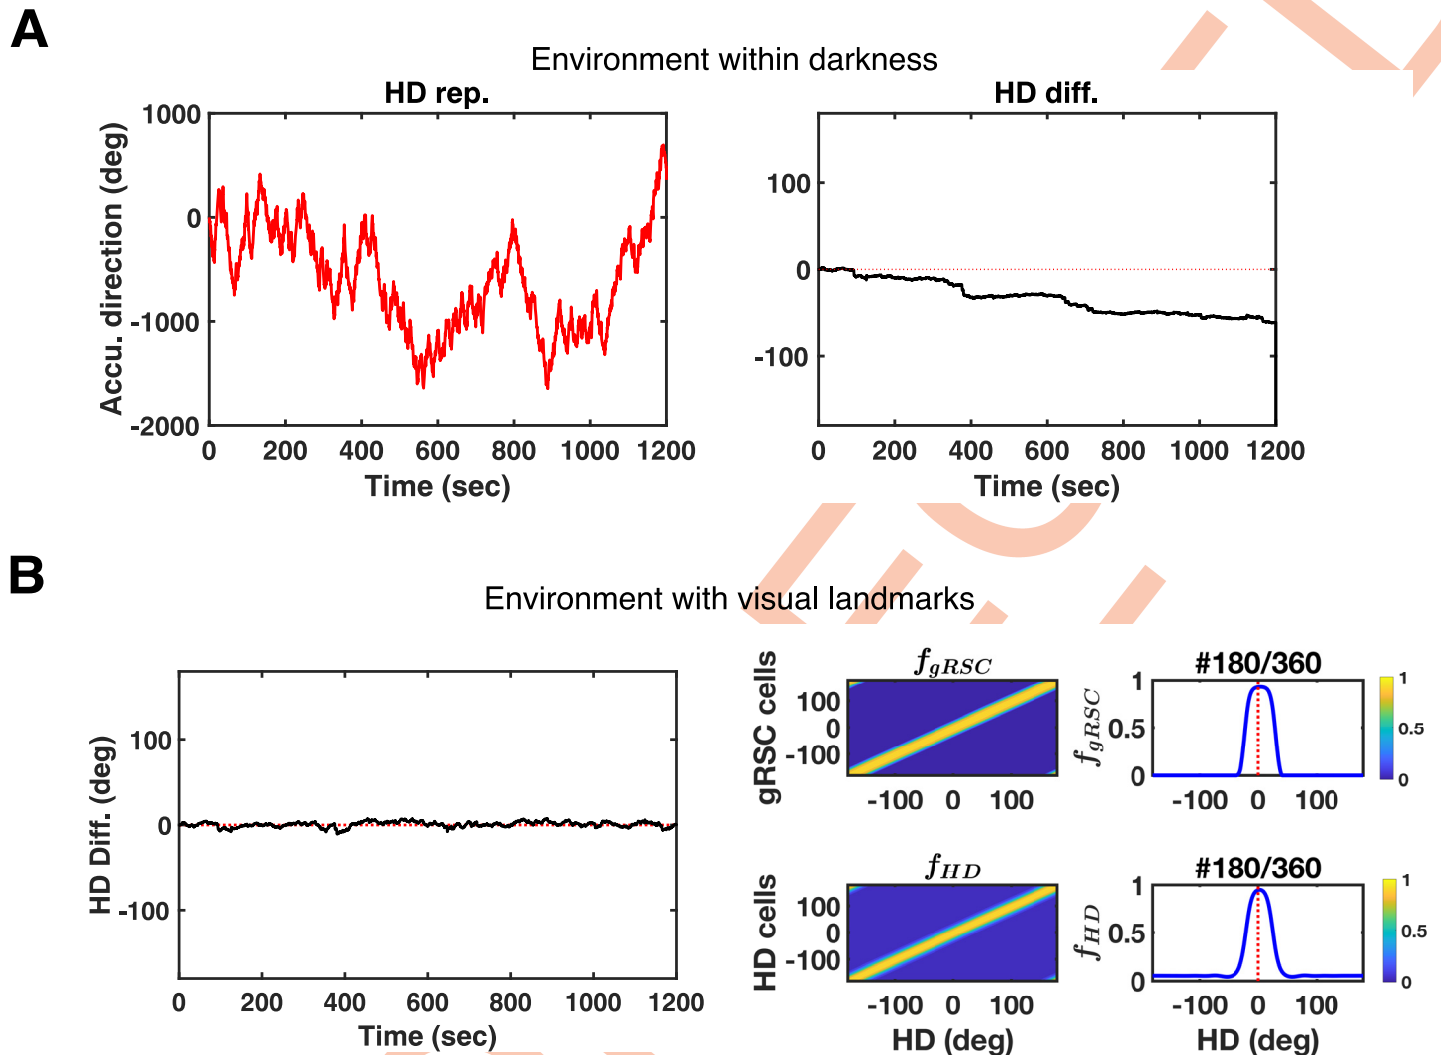 A
Environment within darkness
HD rep.
HD diff.
Accu. direction (deg)
1000
0
-1000
-2000
0 200 400 600 800 1000 1200
Time (sec)
100
0
-100
0 200 400 600 800 1000 1200
Time (sec)
B
Environment with visual landmarks
HD Diff. (deg)
100
0
-100
0 200 400 600 800 1000 1200
Time (sec)
f_gRSC
gRSC cells
100
0
-100
-100 0 100
#180/360
f_gRSC
1
0.5
0
-100 0 100
1
0.5
0
f_HD
HD cells
100
0
-100
-100 0 100
HD (deg)
#180/360
f_HD
1
0.5
0
-100 0 100
HD (deg)
1
0.5
0